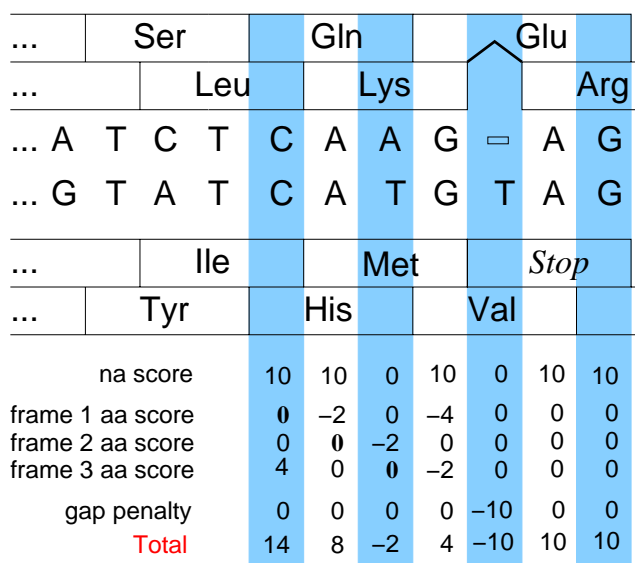 ... Ser Gln Glu
... Leu Lys Arg
... A T C T C A A G - A G
... G T A T C A T G T A G
... Ile Met Stop
... Tyr His Val
na score 10 10 0 10 0 10 10
frame 1 aa score 0 −2 0 −4 0 0 0
frame 2 aa score 0 0 −2 0 0 0 0
frame 3 aa score 4 0 0 −2 0 0 0
gap penalty 0 0 0 0 −10 0 0
Total 14 8 −2 4 −10 10 10